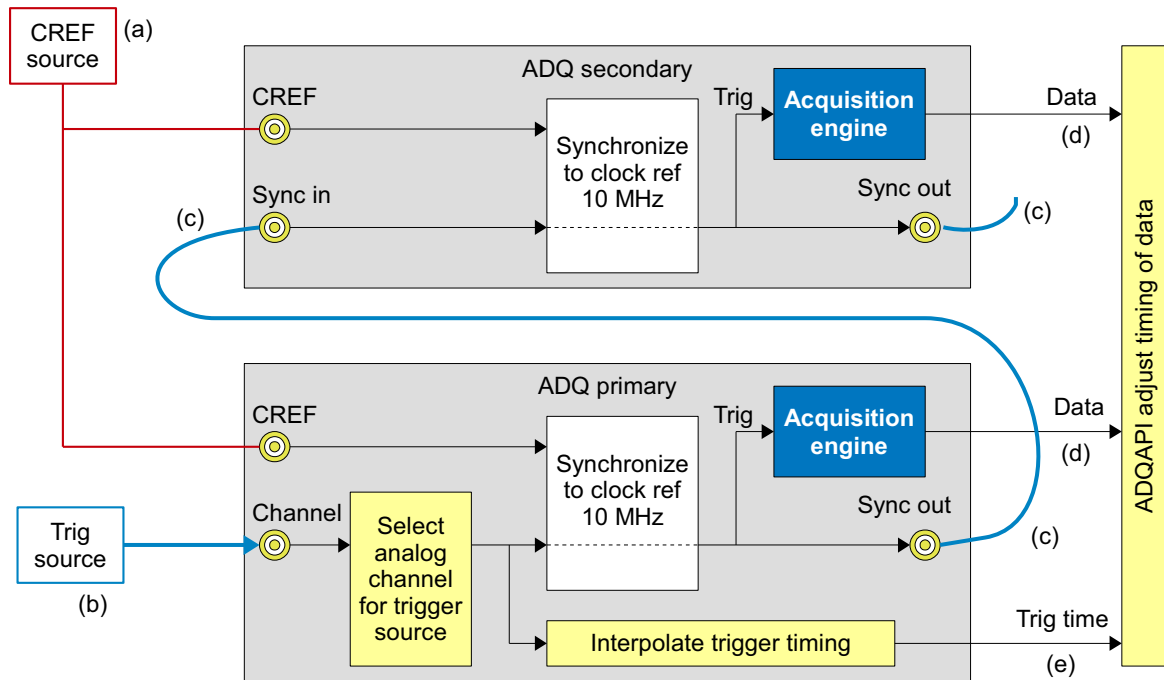 CREF
source
(a)
ADQ secondary
CREF
Sync in
(c)
Synchronize
to clock ref
10 MHz
Trig
Acquisition
engine
Sync out
(c)
Data
(d)
ADQ primary
CREF
Channel
Trig
source
(b)
Select
analog
channel
for trigger
source
Synchronize
to clock ref
10 MHz
Trig
Acquisition
engine
Sync out
(c)
Interpolate trigger timing
Data
(d)
Trig time
(e)
ADQAPI adjust timing of data